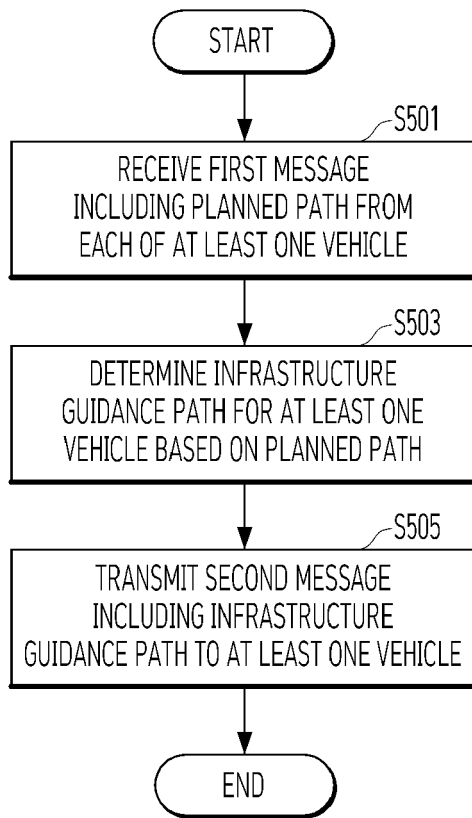 START
S501
RECEIVE FIRST MESSAGE
INCLUDING PLANNED PATH FROM
EACH OF AT LEAST ONE VEHICLE
S503
DETERMINE INFRASTRUCTURE
GUIDANCE PATH FOR AT LEAST ONE
VEHICLE BASED ON PLANNED PATH
S505
TRANSMIT SECOND MESSAGE
INCLUDING INFRASTRUCTURE
GUIDANCE PATH TO AT LEAST ONE VEHICLE
END